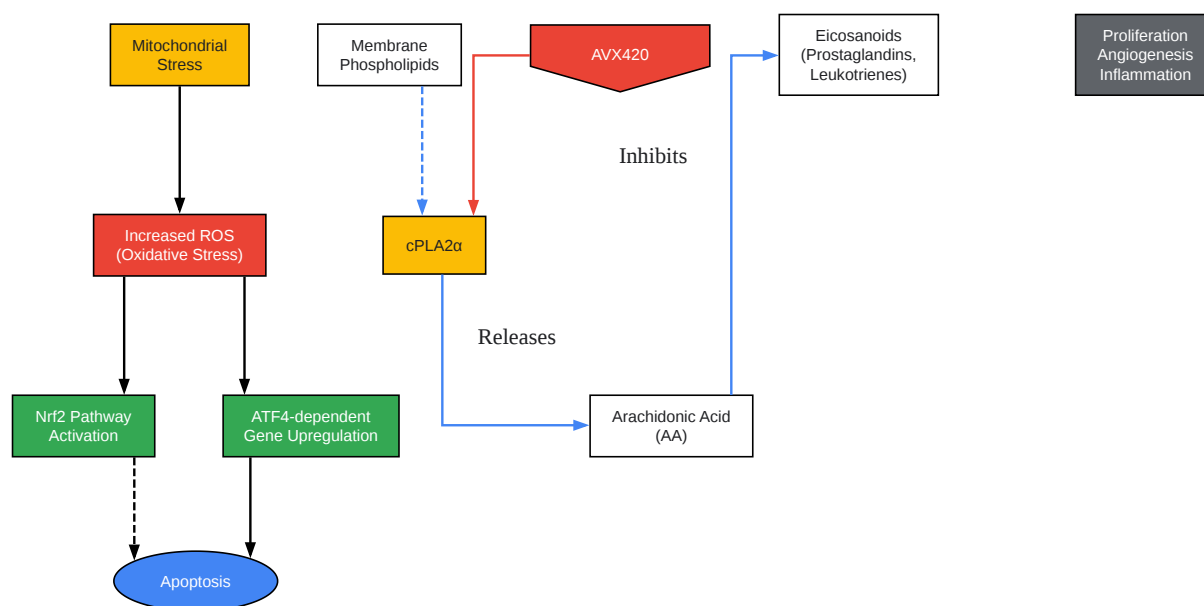 Mitochondrial
Stress
Membrane
Phospholipids
AVX420
Eicosanoids
(Prostaglandins,
Leukotrienes)
Proliferation
Angiogenesis
Inflammation
Inhibits
Increased ROS
(Oxidative Stress)
cPLA2α
Releases
Nrf2 Pathway
Activation
ATF4-dependent
Gene Upregulation
Arachidonic Acid
(AA)
Apoptosis